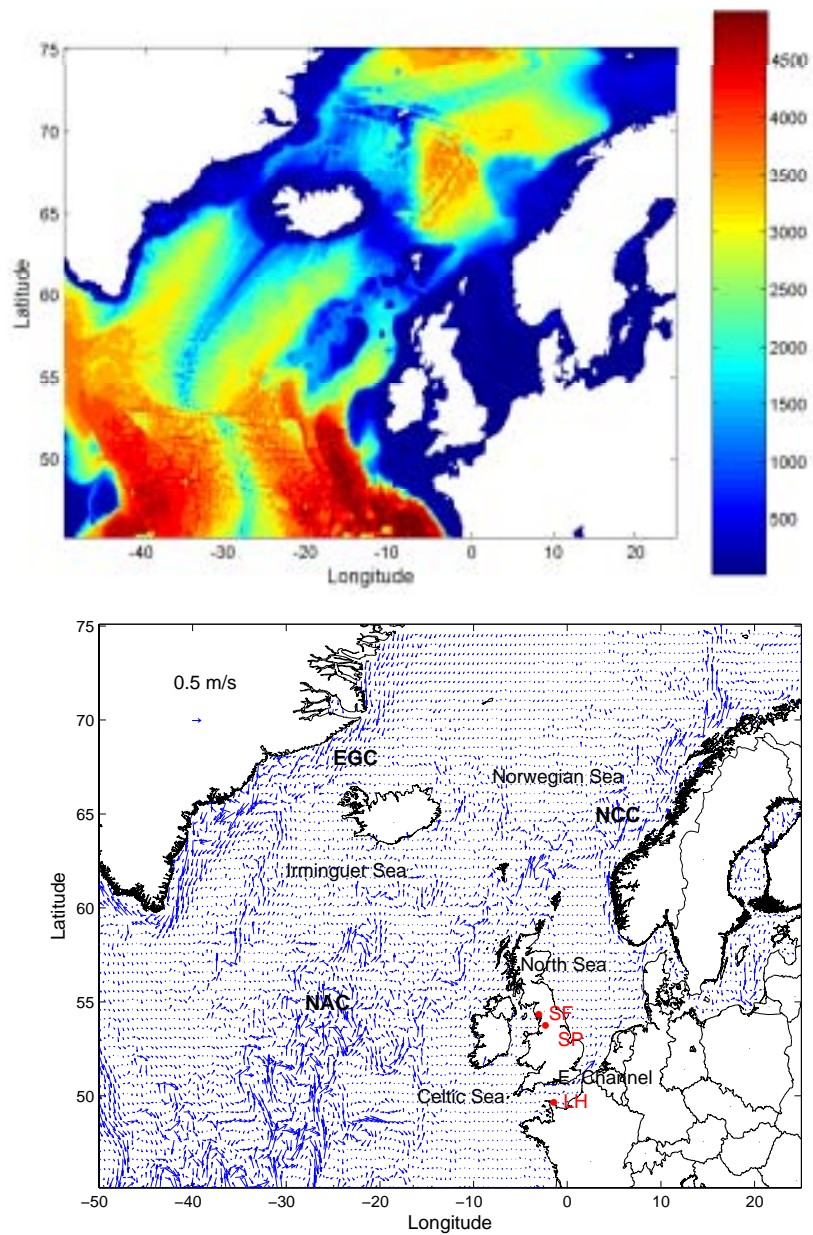 75
70
65
60
55
50
Latitude
-40
-30
-20
-10
0
10
20
Longitude
4500
4000
3500
3000
2500
2000
1500
1000
500
75
70
65
60
55
50
Latitude
0.5 m/s
EGC
Norwegian Sea
NCC
Irminguet Sea
North Sea
NAC
SF
SP
E. Channel
Celtic Sea
LH
−50
−40
−30
−20
−10
0
10
20
Longitude